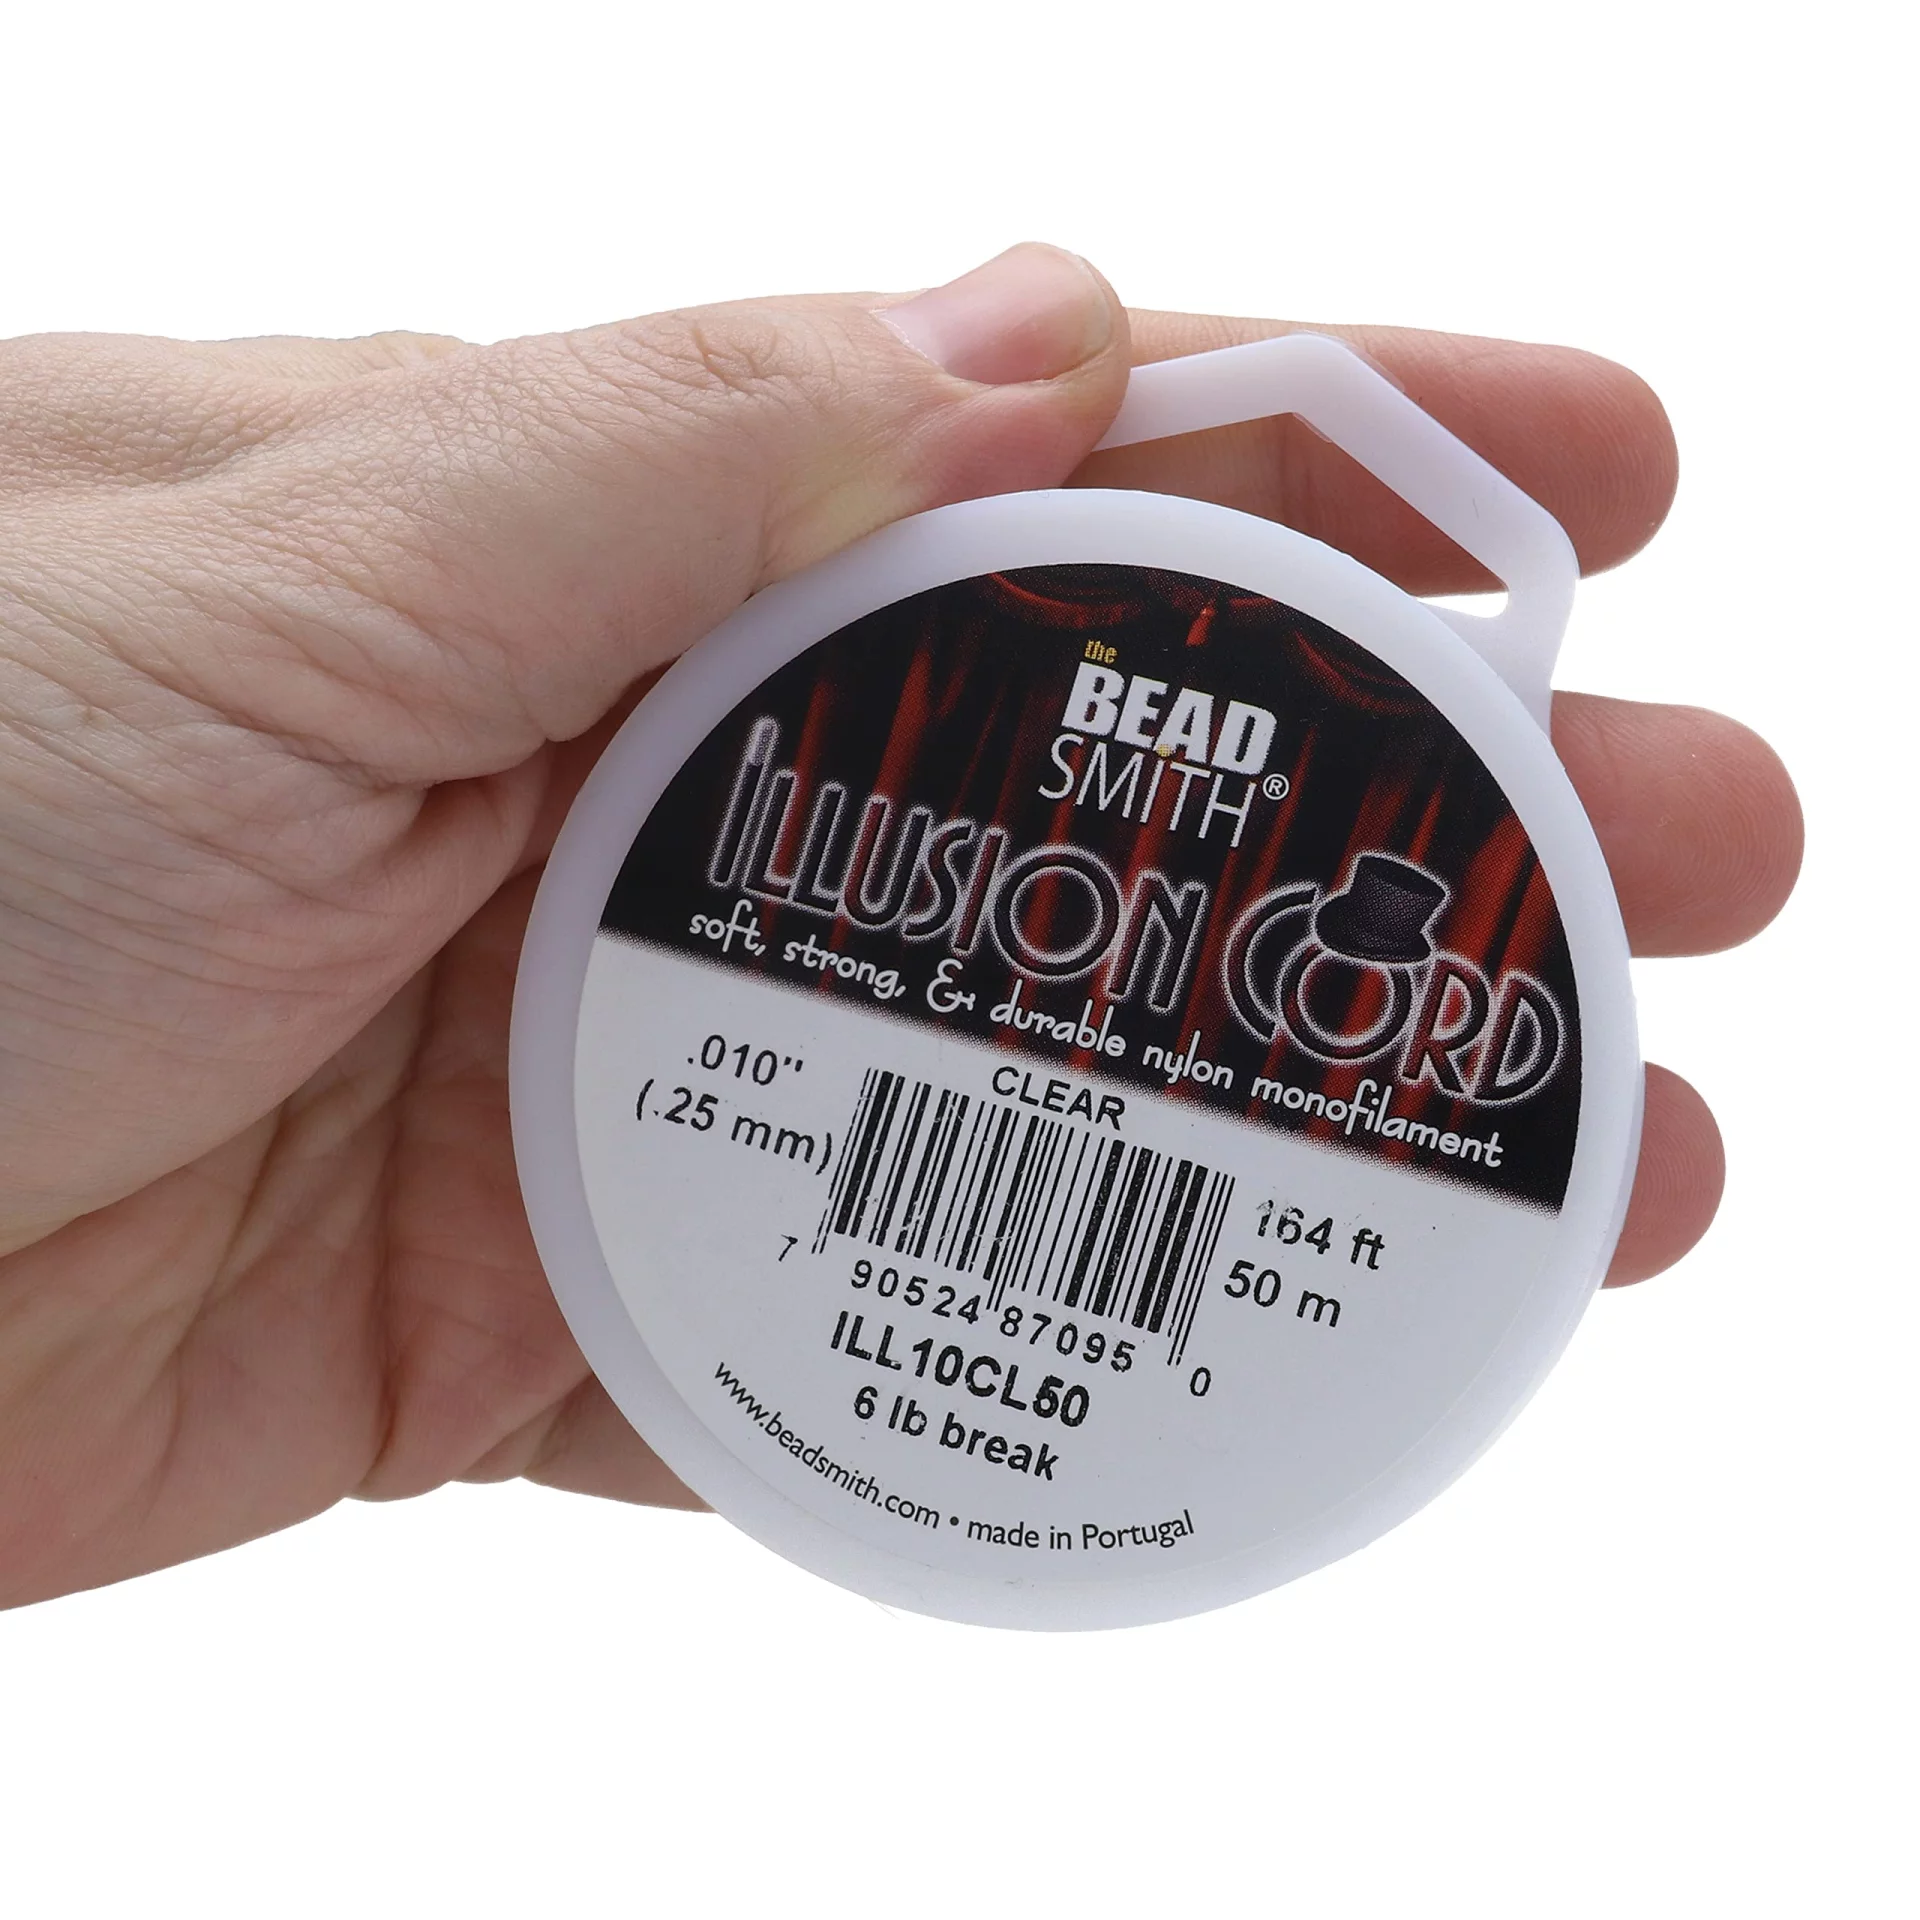 the
BEAD
SMITH®
ILLUSION CORD
soft, strong, & durable nylon monofilament
.010"
(.25 mm)
CLEAR
164 ft
50 m
7 90524 87095 0
ILL10CL50
6 lb break
www.beadsmith.com • made in Portugal